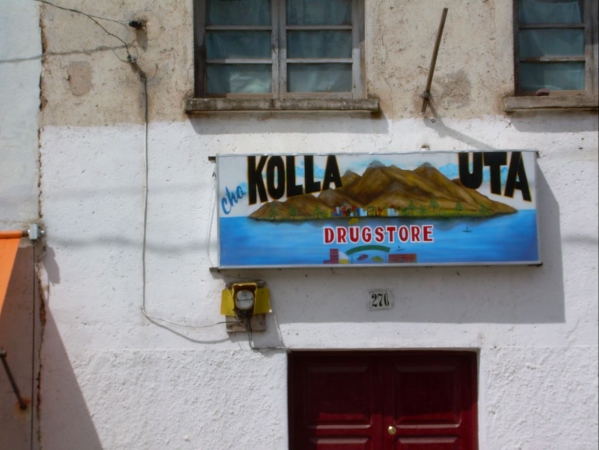 cha KOLLA UTA
DRUGSTORE
276